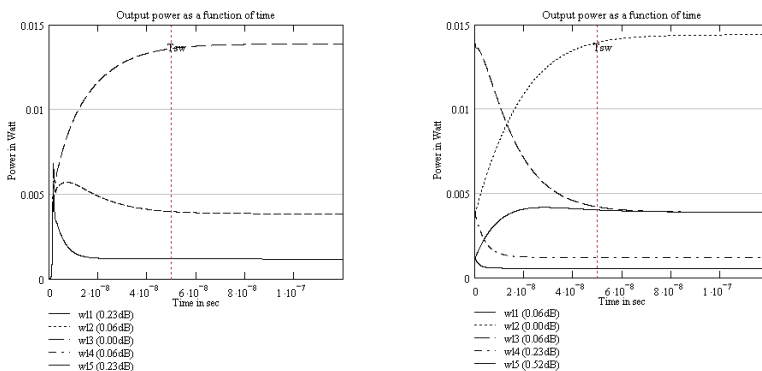 Output power as a function of time
0.015
0.01
0.005
0
Power in Watt
Tsw
2·10⁻⁸
4·10⁻⁸
6·10⁻⁸
8·10⁻⁸
1·10⁻⁷
Time in sec
wl1 (0.23dB)
wl2 (0.06dB)
wl3 (0.00dB)
wl4 (0.06dB)
wl5 (0.23dB)
Output power as a function of time
0.015
0.01
0.005
0
Power in Watt
Tsw
0
2·10⁻⁸
4·10⁻⁸
6·10⁻⁸
8·10⁻⁸
1·10⁻⁷
Time in sec
wl1 (0.06dB)
wl2 (0.00dB)
wl3 (0.06dB)
wl4 (0.23dB)
wl5 (0.52dB)